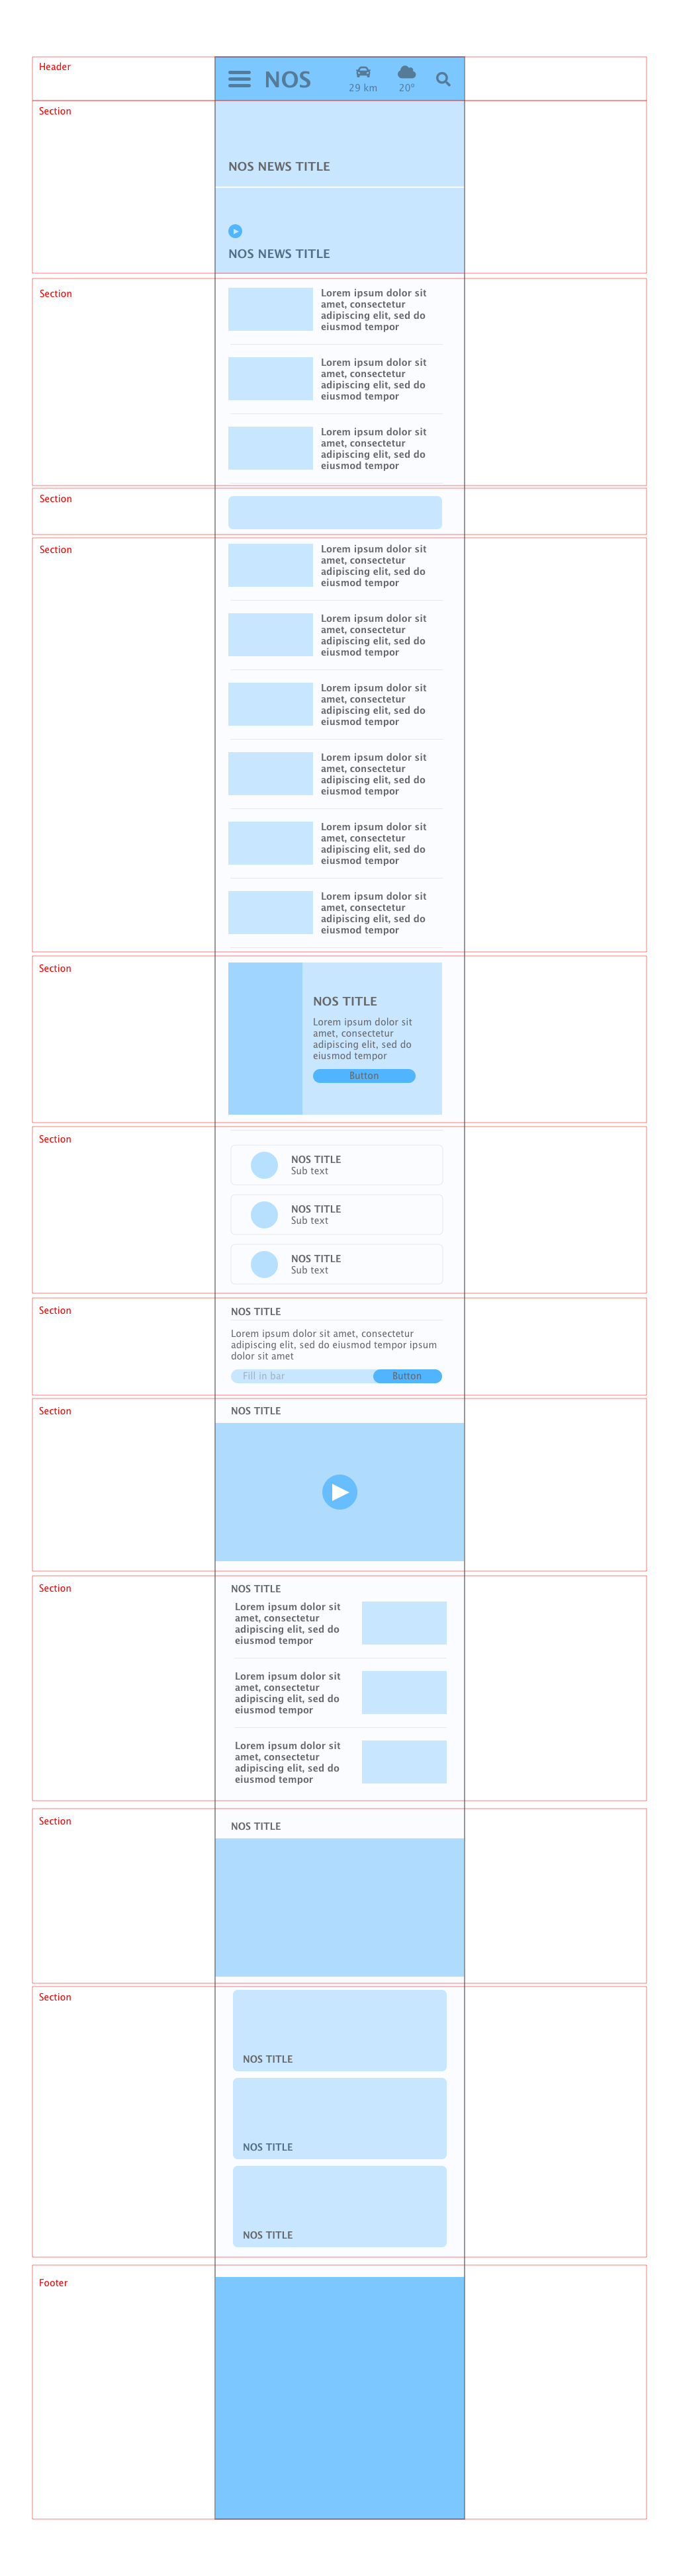 Header
NOS
29 km
20°
Section
NOS NEWS TITLE
NOS NEWS TITLE
Section
Lorem ipsum dolor sit
amet, consectetur
adipiscing elit, sed do
eiusmod tempor
Lorem ipsum dolor sit
amet, consectetur
adipiscing elit, sed do
eiusmod tempor
Lorem ipsum dolor sit
amet, consectetur
adipiscing elit, sed do
eiusmod tempor
Section
Section
Lorem ipsum dolor sit
amet, consectetur
adipiscing elit, sed do
eiusmod tempor
Lorem ipsum dolor sit
amet, consectetur
adipiscing elit, sed do
eiusmod tempor
Lorem ipsum dolor sit
amet, consectetur
adipiscing elit, sed do
eiusmod tempor
Lorem ipsum dolor sit
amet, consectetur
adipiscing elit, sed do
eiusmod tempor
Lorem ipsum dolor sit
amet, consectetur
adipiscing elit, sed do
eiusmod tempor
Lorem ipsum dolor sit
amet, consectetur
adipiscing elit, sed do
eiusmod tempor
Section
NOS TITLE
Lorem ipsum dolor sit
amet, consectetur
adipiscing elit, sed do
eiusmod tempor
Button
Section
NOS TITLE
Sub text
NOS TITLE
Sub text
NOS TITLE
Sub text
Section
NOS TITLE
Lorem ipsum dolor sit amet, consectetur
adipiscing elit, sed do eiusmod tempor ipsum
dolor sit amet
Fill in bar
Button
Section
NOS TITLE
Section
NOS TITLE
Lorem ipsum dolor sit
amet, consectetur
adipiscing elit, sed do
eiusmod tempor
Lorem ipsum dolor sit
amet, consectetur
adipiscing elit, sed do
eiusmod tempor
Lorem ipsum dolor sit
amet, consectetur
adipiscing elit, sed do
eiusmod tempor
Section
NOS TITLE
Section
NOS TITLE
NOS TITLE
NOS TITLE
Footer